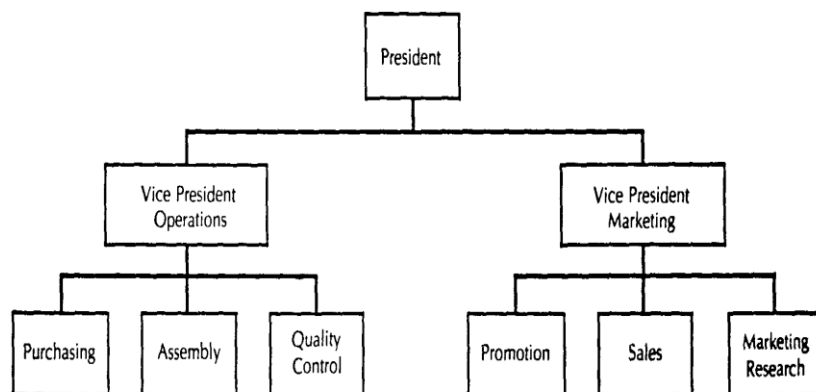 President
Vice President
Operations
Vice President
Marketing
Purchasing
Assembly
Quality
Control
Promotion
Sales
Marketing
Research